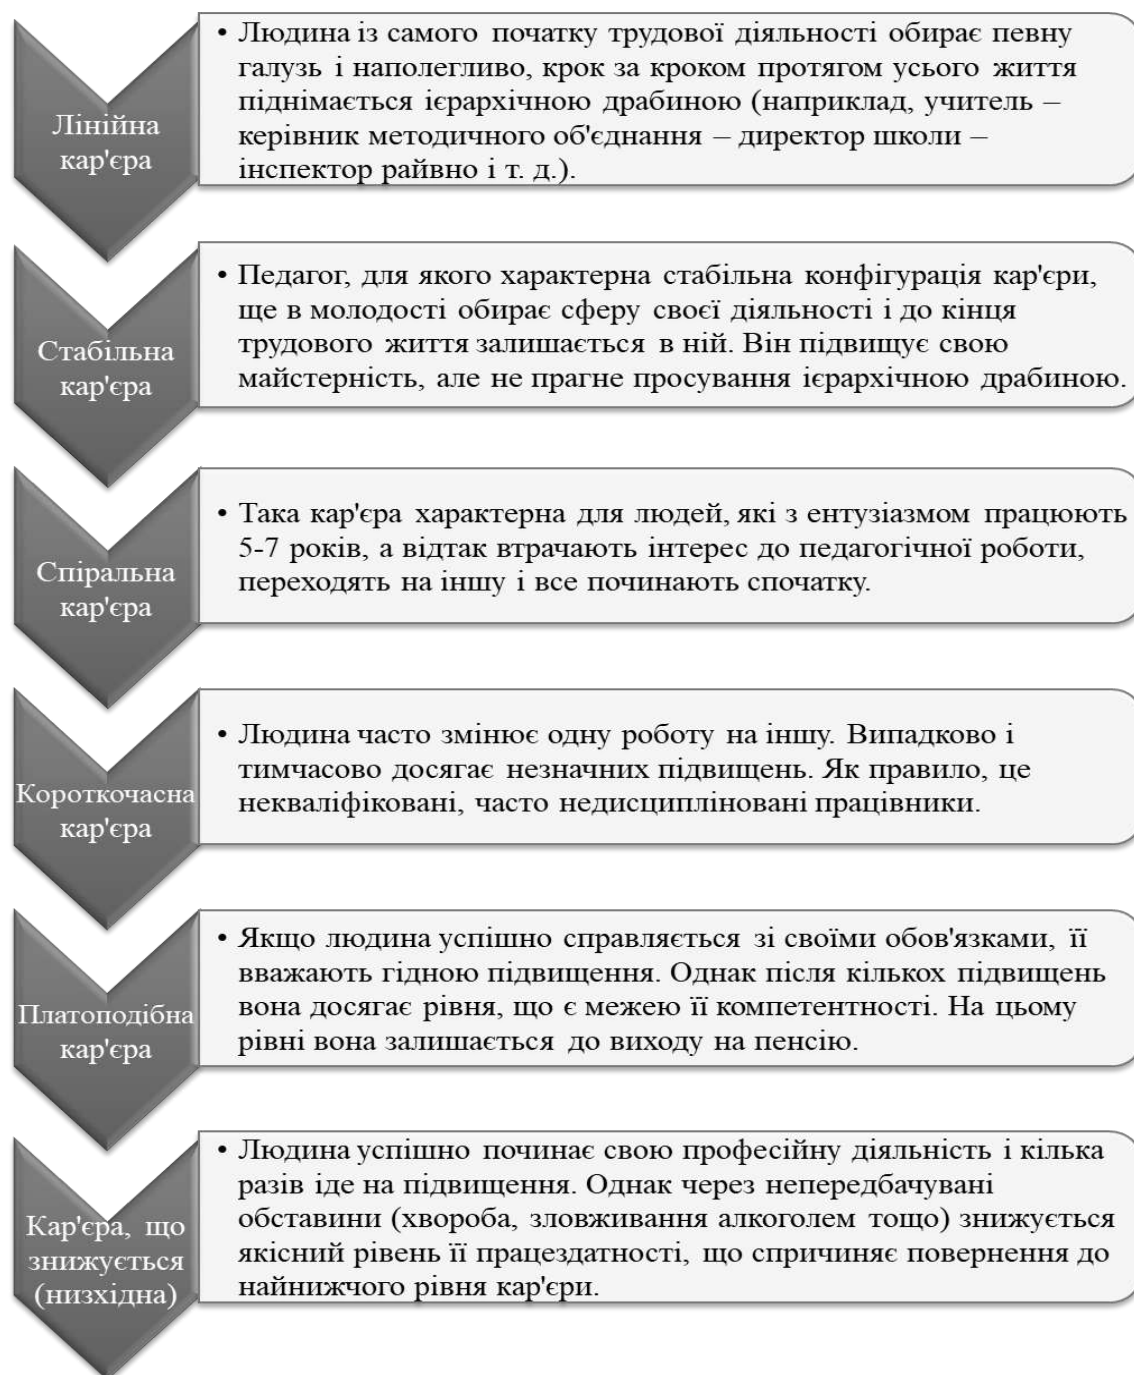 Лінійна
кар'єра
• Людина із самого початку трудової діяльності обирає певну
галузь і наполегливо, крок за кроком протягом усього життя
піднімається ієрархічною драбиною (наприклад, учитель –
керівник методичного об'єднання – директор школи –
інспектор райвно і т. д.).
Стабільна
кар'єра
• Педагог, для якого характерна стабільна конфігурація кар'єри,
ще в молодості обирає сферу своєї діяльності і до кінця
трудового життя залишається в ній. Він підвищує свою
майстерність, але не прагне просування ієрархічною драбиною.
Спіральна
кар'єра
• Така кар'єра характерна для людей, які з ентузіазмом працюють
5-7 років, а відтак втрачають інтерес до педагогічної роботи,
переходять на іншу і все починають спочатку.
Короткочасна
кар'єра
• Людина часто змінює одну роботу на іншу. Випадково і
тимчасово досягає незначних підвищень. Як правило, це
некваліфіковані, часто недисципліновані працівники.
Платоподібна
кар'єра
• Якщо людина успішно справляється зі своїми обов'язками, її
вважають гідною підвищення. Однак після кількох підвищень
вона досягає рівня, що є межею її компетентності. На цьому
рівні вона залишається до виходу на пенсію.
Кар'єра, що
знижується
(низхідна)
• Людина успішно починає свою професійну діяльність і кілька
разів іде на підвищення. Однак через непередбачувані
обставини (хвороба, зловживання алкоголем тощо) знижується
якісний рівень її працездатності, що спричиняє повернення до
найнижчого рівня кар'єри.